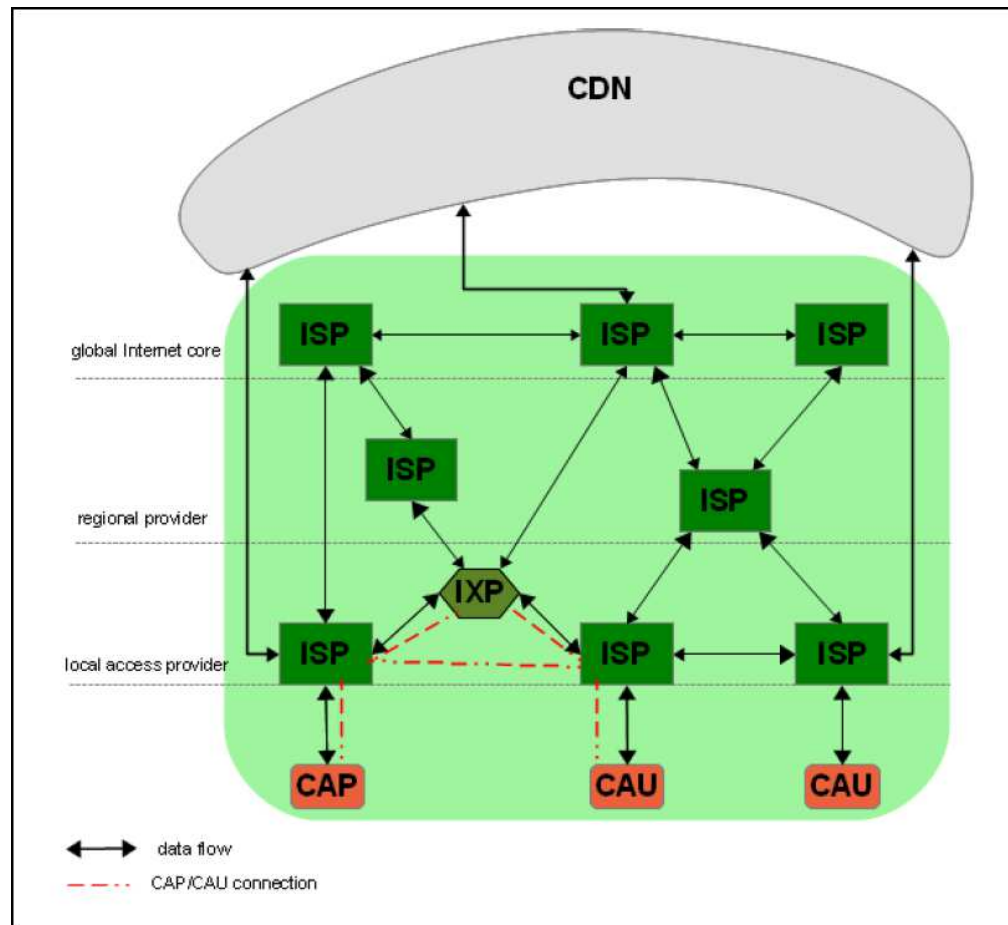 CDN
ISP ISP ISP
global Internet core
ISP
ISP
regional provider
IXP
ISP ISP ISP
local access provider
CAP CAU CAU
data flow
CAP/CAU connection